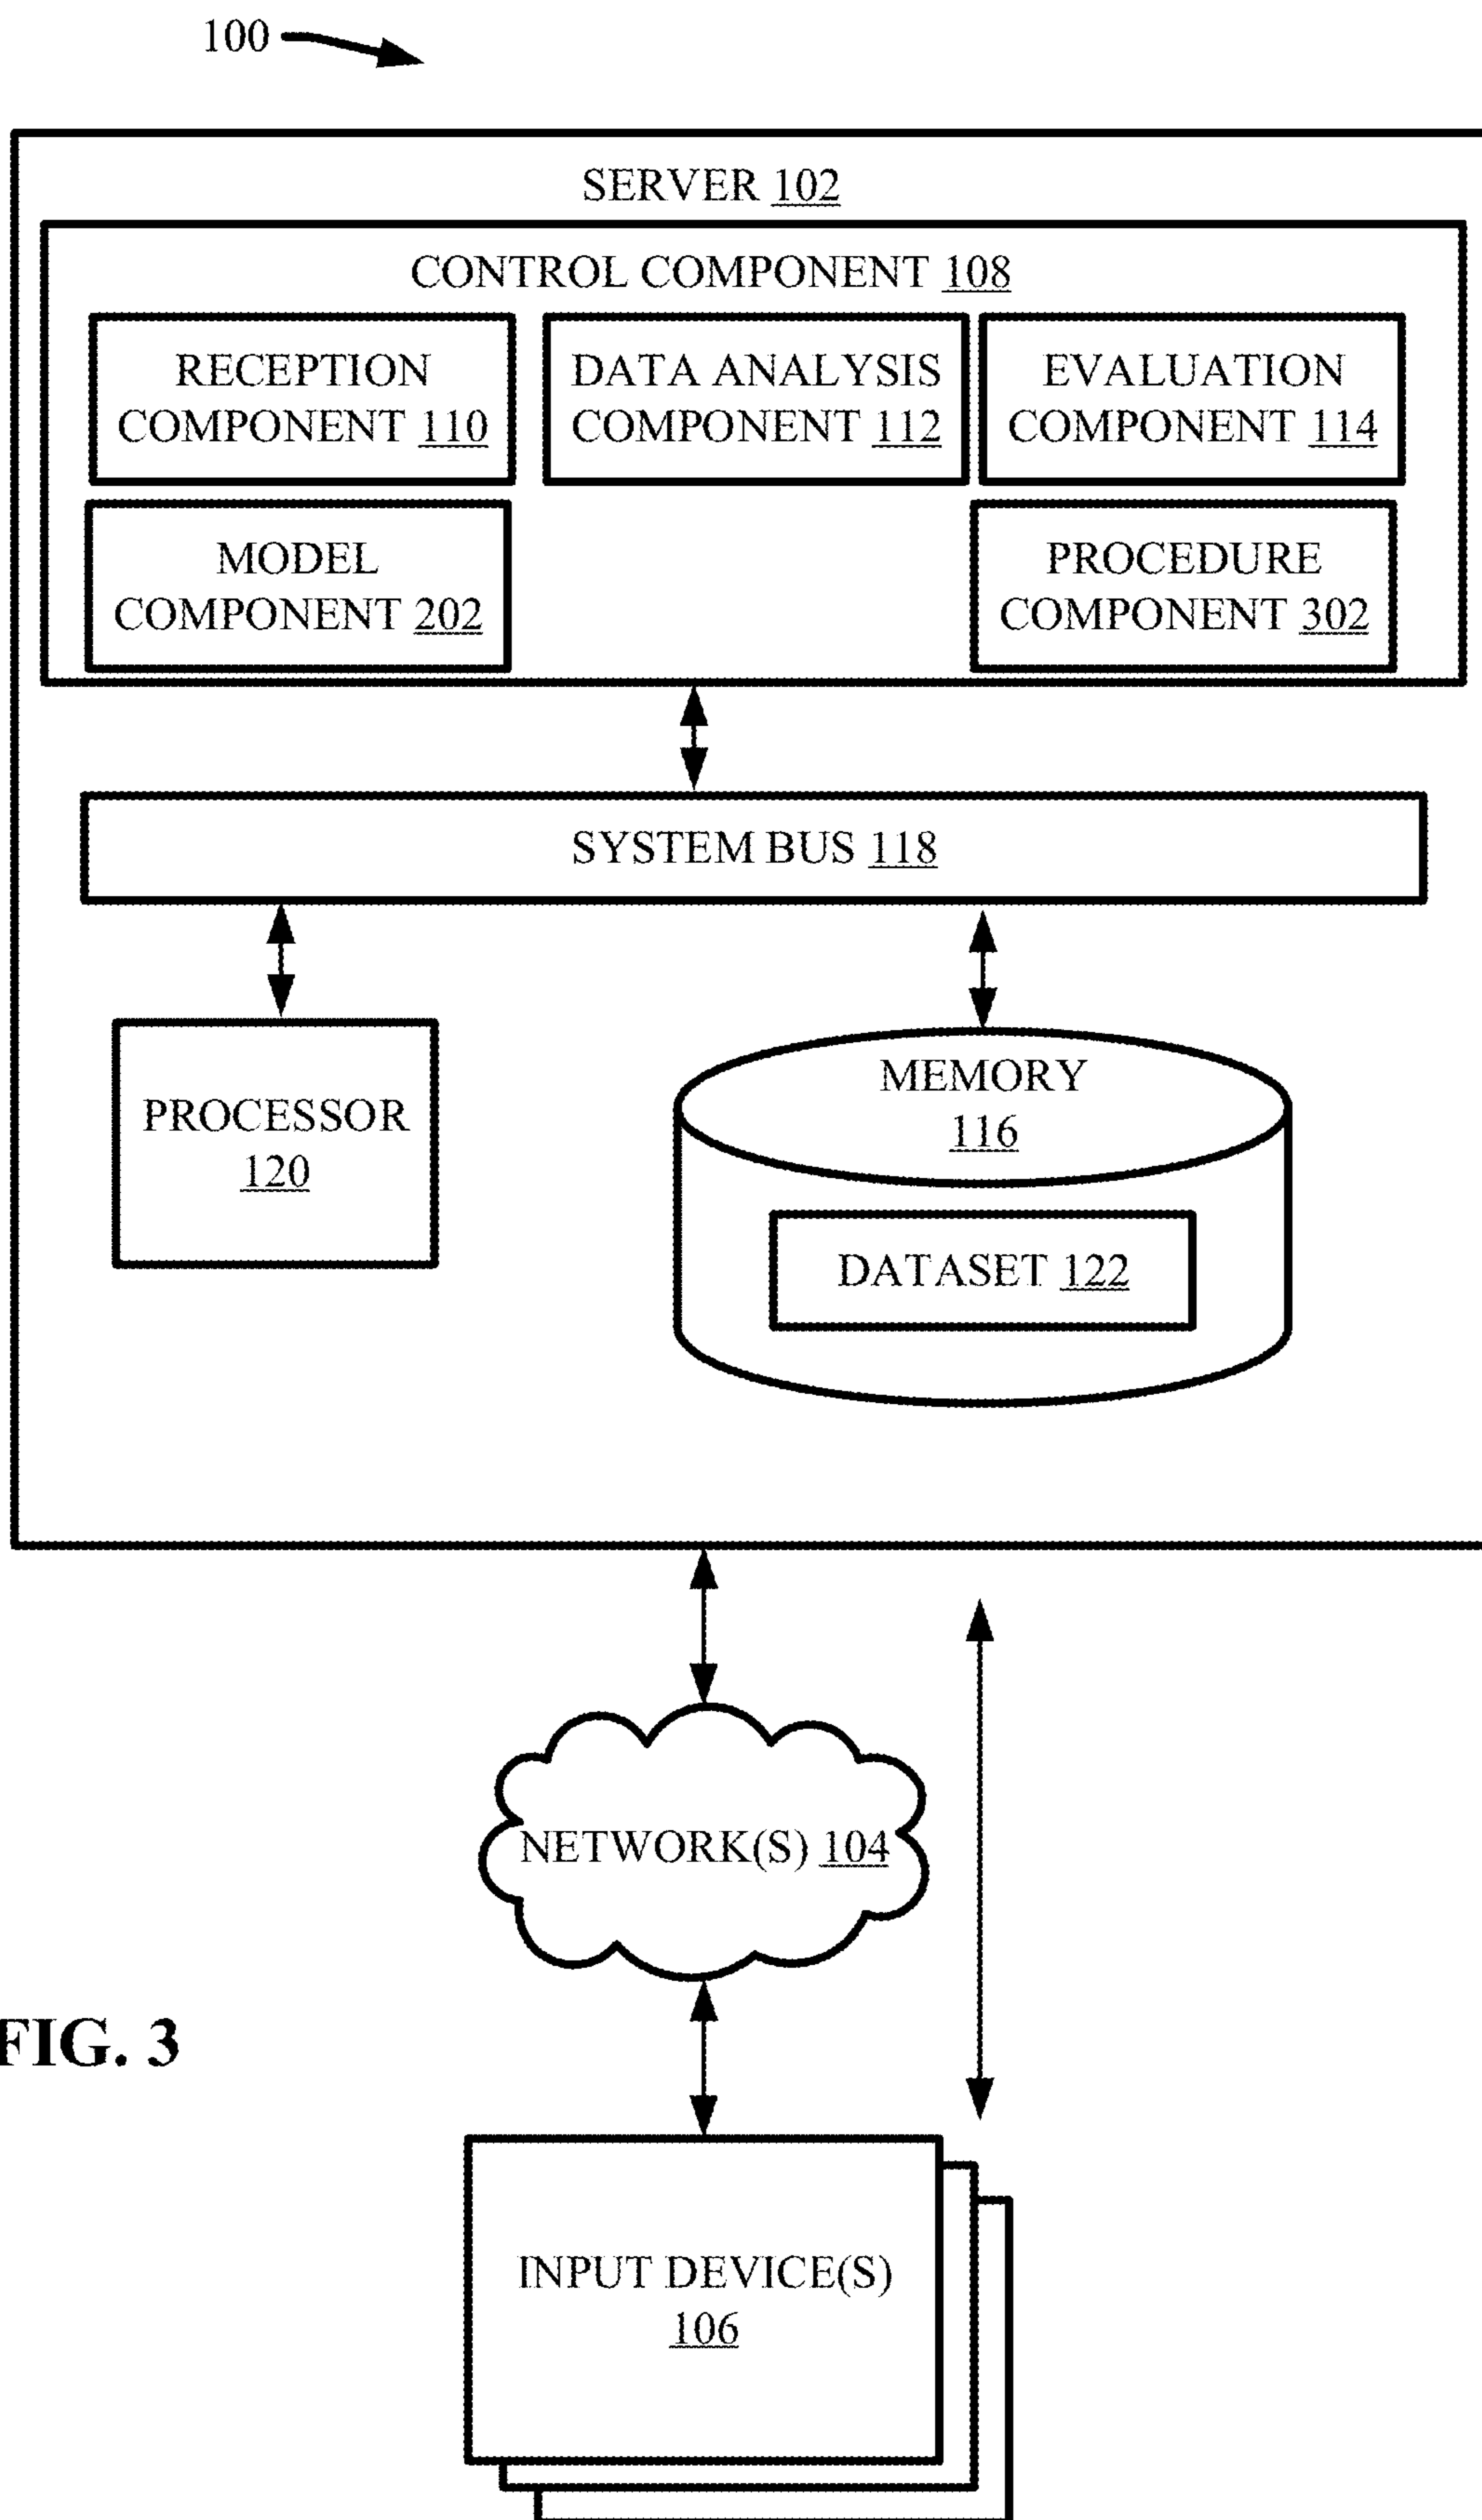 100
SERVER 102
CONTROL COMPONENT 108
RECEPTION
COMPONENT 110
DATA ANALYSIS
COMPONENT 112
EVALUATION
COMPONENT 114
MODEL
COMPONENT 202
PROCEDURE
COMPONENT 302
SYSTEM BUS 118
PROCESSOR
120
MEMORY
116
DATASET 122
NETWORK(S) 104
FIG. 3
INPUT DEVICE(S)
106